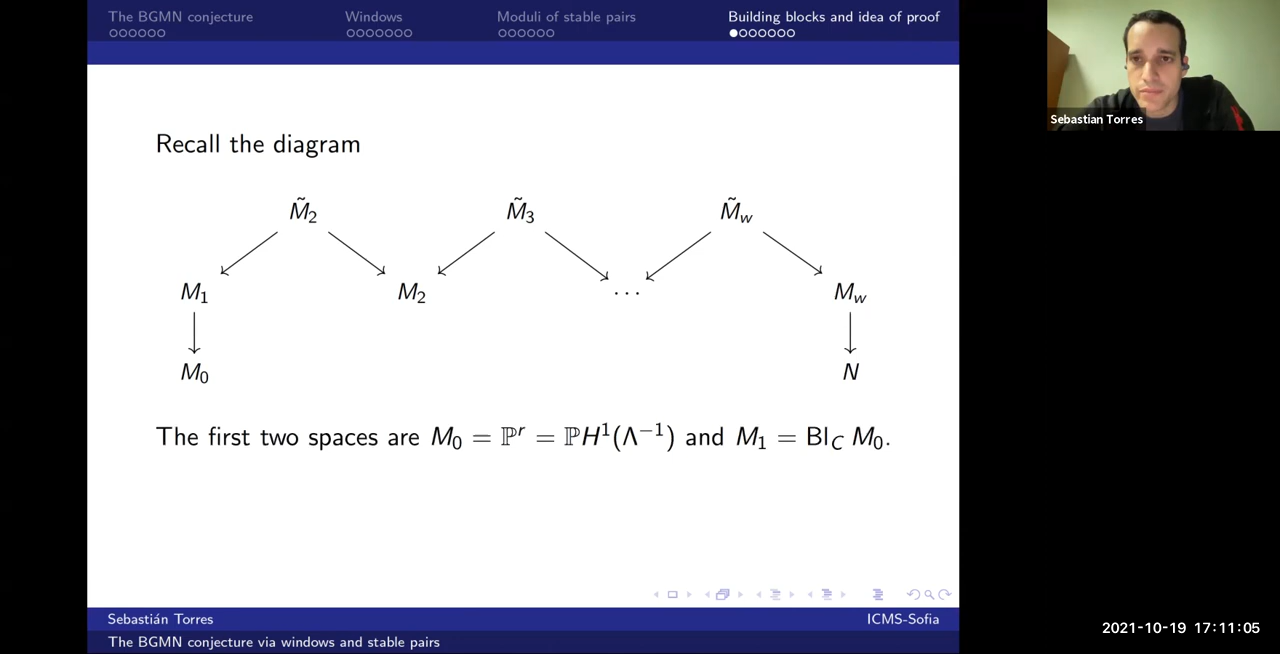 The BGMN conjecture Windows Moduli of stable pairs Building blocks and idea of proof
Sebastian Torres
Recall the diagram
M̃₂ M̃₃ M̃_w
M₁ M₂ ··· M_w
M₀ N
The first two spaces are M₀ = ℙ^r = ℙH¹(Λ⁻¹) and M₁ = Bl_C M₀.
Sebastián Torres ICMS-Sofia
The BGMN conjecture via windows and stable pairs
2021-10-19 17:11:05